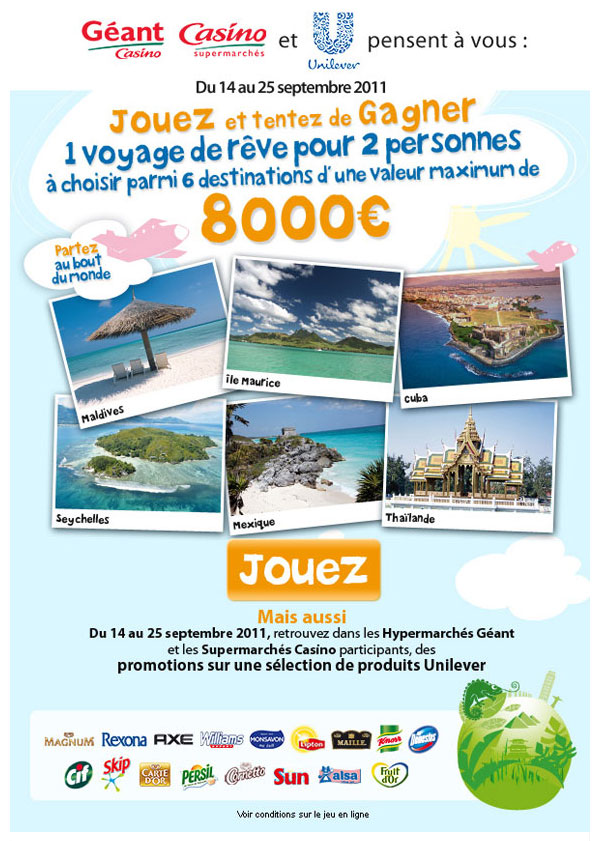 Géant Casino Casino supermarchés et Unilever pensent à vous :
Du 14 au 25 septembre 2011
Jouez et tentez de Gagner
1 voyage de rêve pour 2 personnes
à choisir parmi 6 destinations d'une valeur maximum de
8000€
Partez
au bout
du monde
Maldives
île Maurice
Cuba
Seychelles
Mexique
Thaïlande
Jouez
Mais aussi
Du 14 au 25 septembre 2011, retrouvez dans les Hypermarchés Géant
et les Supermarchés Casino participants, des
promotions sur une sélection de produits Unilever
MAGNUM Rexona AXE Williams MONSAVON Lipton MAILLE Knorr Domestos
Cif Skip CARTE D'OR PERSIL Cornetto Sun alsa Fruit d'Or
Voir conditions sur le jeu en ligne